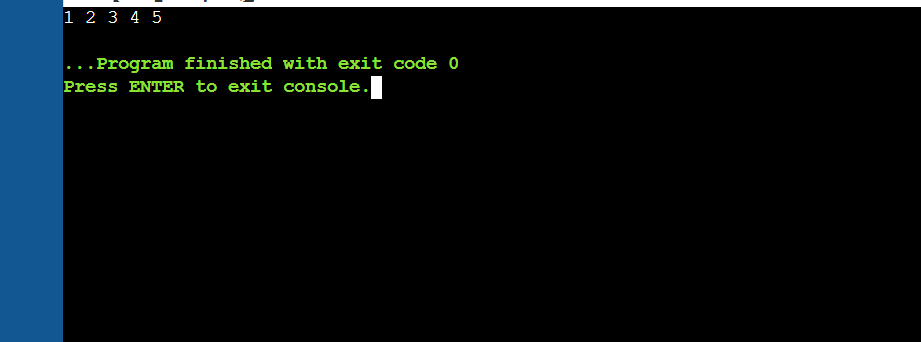 1 2 3 4 5
...Program finished with exit code 0
Press ENTER to exit console.